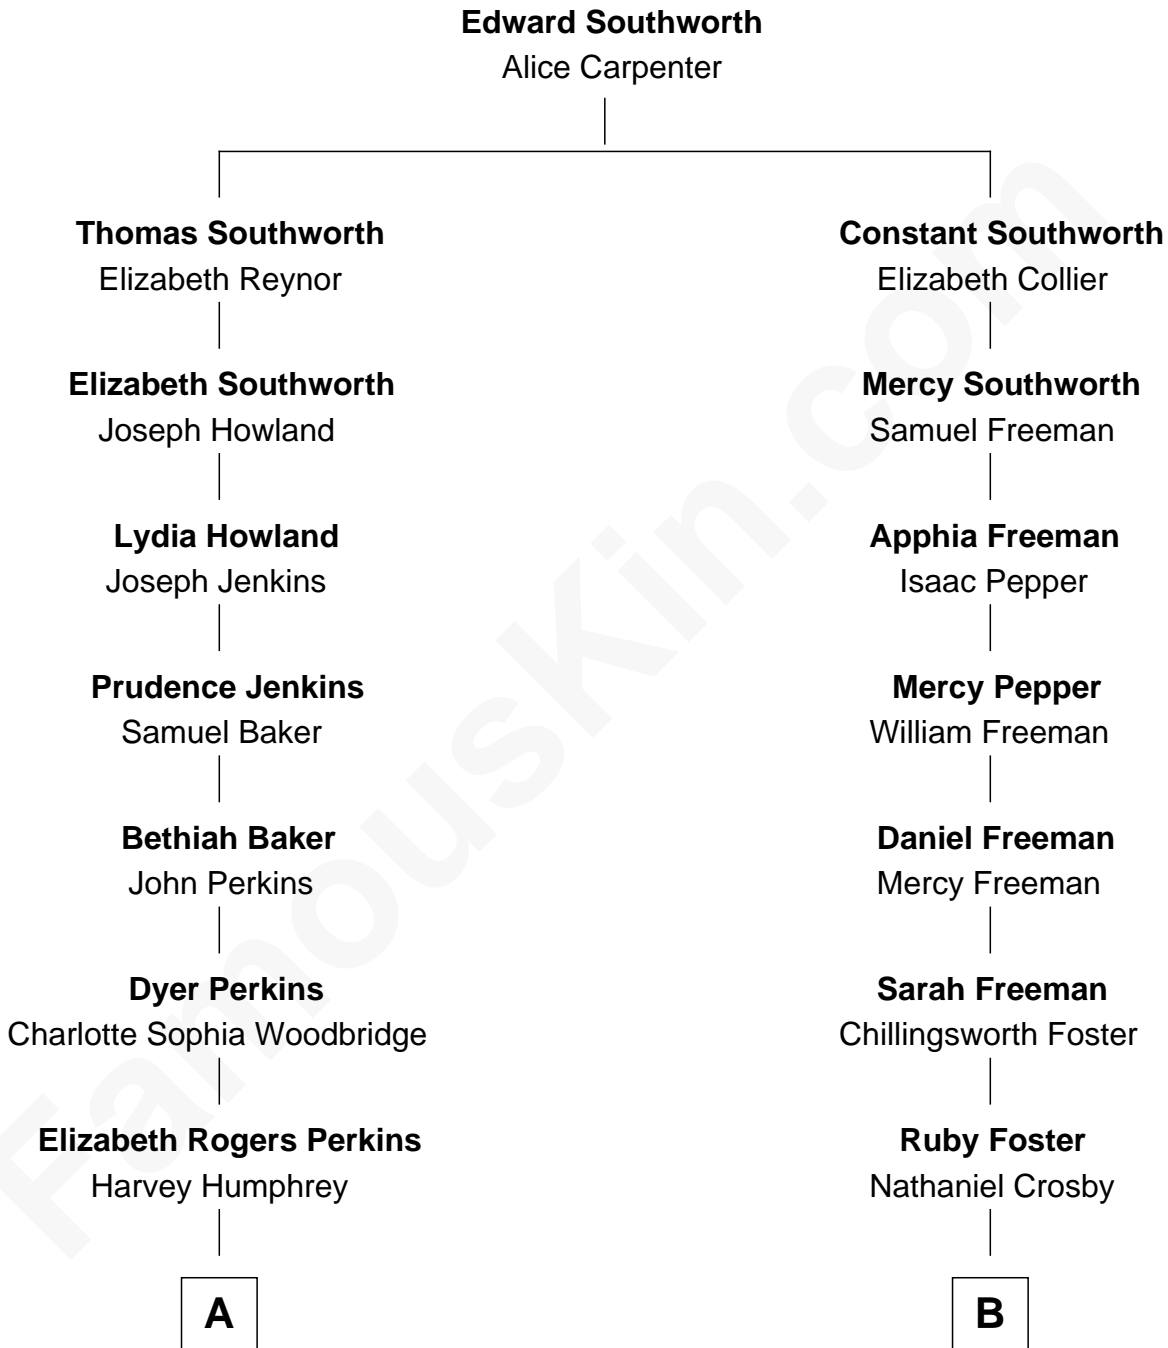 Edward Southworth
Alice Carpenter
Thomas Southworth
Elizabeth Reynor
Constant Southworth
Elizabeth Collier
Elizabeth Southworth
Joseph Howland
Mercy Southworth
Samuel Freeman
Lydia Howland
Joseph Jenkins
Apphia Freeman
Isaac Pepper
Prudence Jenkins
Samuel Baker
Mercy Pepper
William Freeman
Bethiah Baker
John Perkins
Daniel Freeman
Mercy Freeman
Dyer Perkins
Charlotte Sophia Woodbridge
Sarah Freeman
Chillingsworth Foster
Elizabeth Rogers Perkins
Harvey Humphrey
Ruby Foster
Nathaniel Crosby
A
B
FamousKin.com